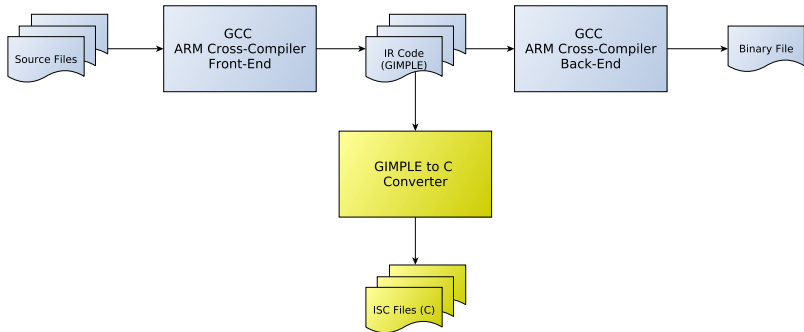 Source Files
GCC
ARM Cross-Compiler
Front-End
IR Code
(GIMPLE)
GCC
ARM Cross-Compiler
Back-End
Binary File
GIMPLE to C
Converter
ISC Files (C)